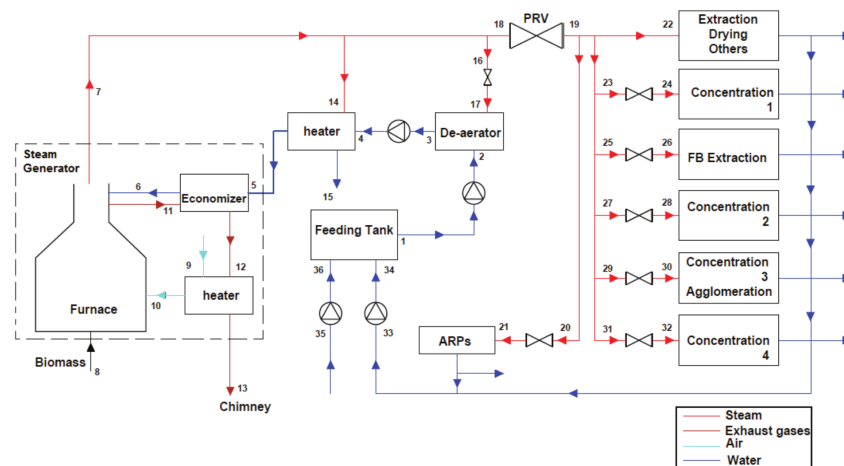 PRV
18
19
22
Extraction
Drying
Others
16
7
14
17
23
24
Concentration
1
heater
4
3
De-aerator
2
Steam
Generator
25
26
FB Extraction
6
5
Economizer
11
15
27
28
Concentration
2
Feeding Tank
1
9
12
36
34
29
30
Concentration
3
Agglomeration
10
heater
Furnace
35
33
21
20
31
32
ARPs
Concentration
4
Biomass
8
13
Chimney
Steam
Exhaust gases
Air
Water